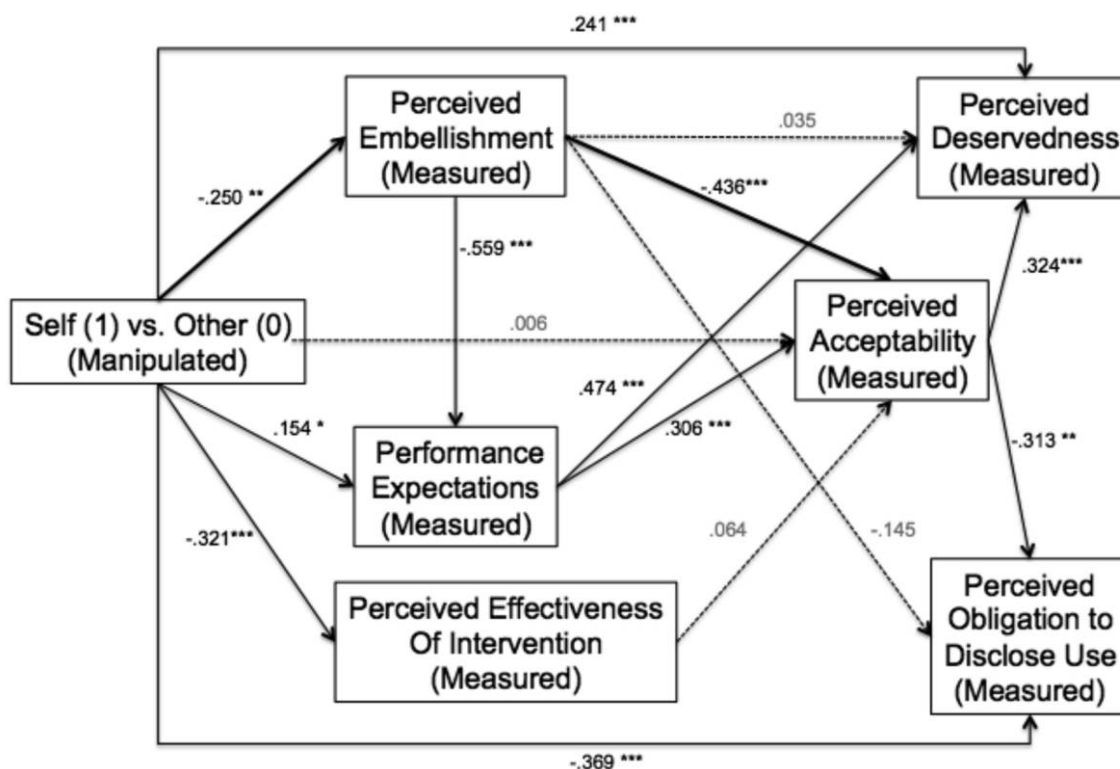 .241 ***
Perceived
Embellishment
(Measured)
Perceived
Deservedness
(Measured)
.035
-.250 **
-.436***
-.559 ***
.324***
Self (1) vs. Other (0)
(Manipulated)
.006
Perceived
Acceptability
(Measured)
.474 ***
.154 *
.306 ***
-.313 **
Performance
Expectations
(Measured)
-.321***
.064
-.145
Perceived Effectiveness
Of Intervention
(Measured)
Perceived
Obligation to
Disclose Use
(Measured)
-.369 ***